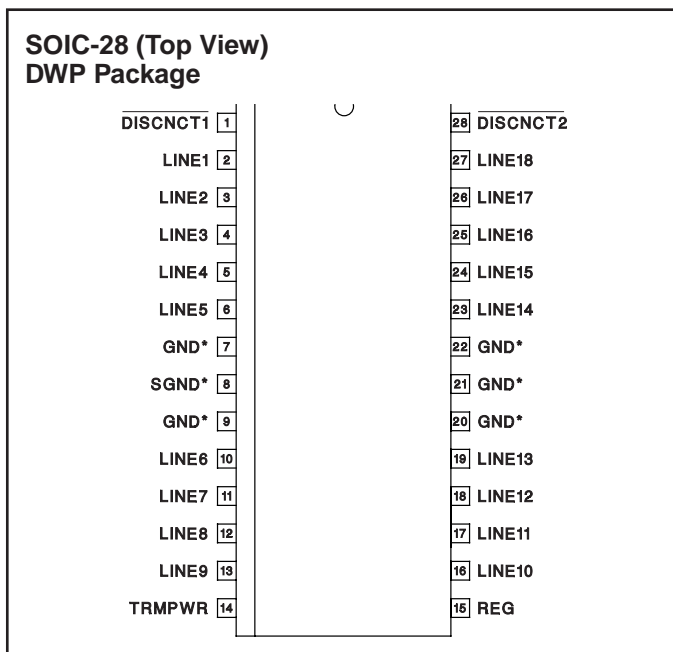 SOIC-28 (Top View)
DWP Package
DISCNCT1 1 28 DISCNCT2
LINE1 2 27 LINE18
LINE2 3 26 LINE17
LINE3 4 25 LINE16
LINE4 5 24 LINE15
LINE5 6 23 LINE14
GND* 7 22 GND*
SGND* 8 21 GND*
GND* 9 20 GND*
LINE6 10 19 LINE13
LINE7 11 18 LINE12
LINE8 12 17 LINE11
LINE9 13 16 LINE10
TRMPWR 14 15 REG